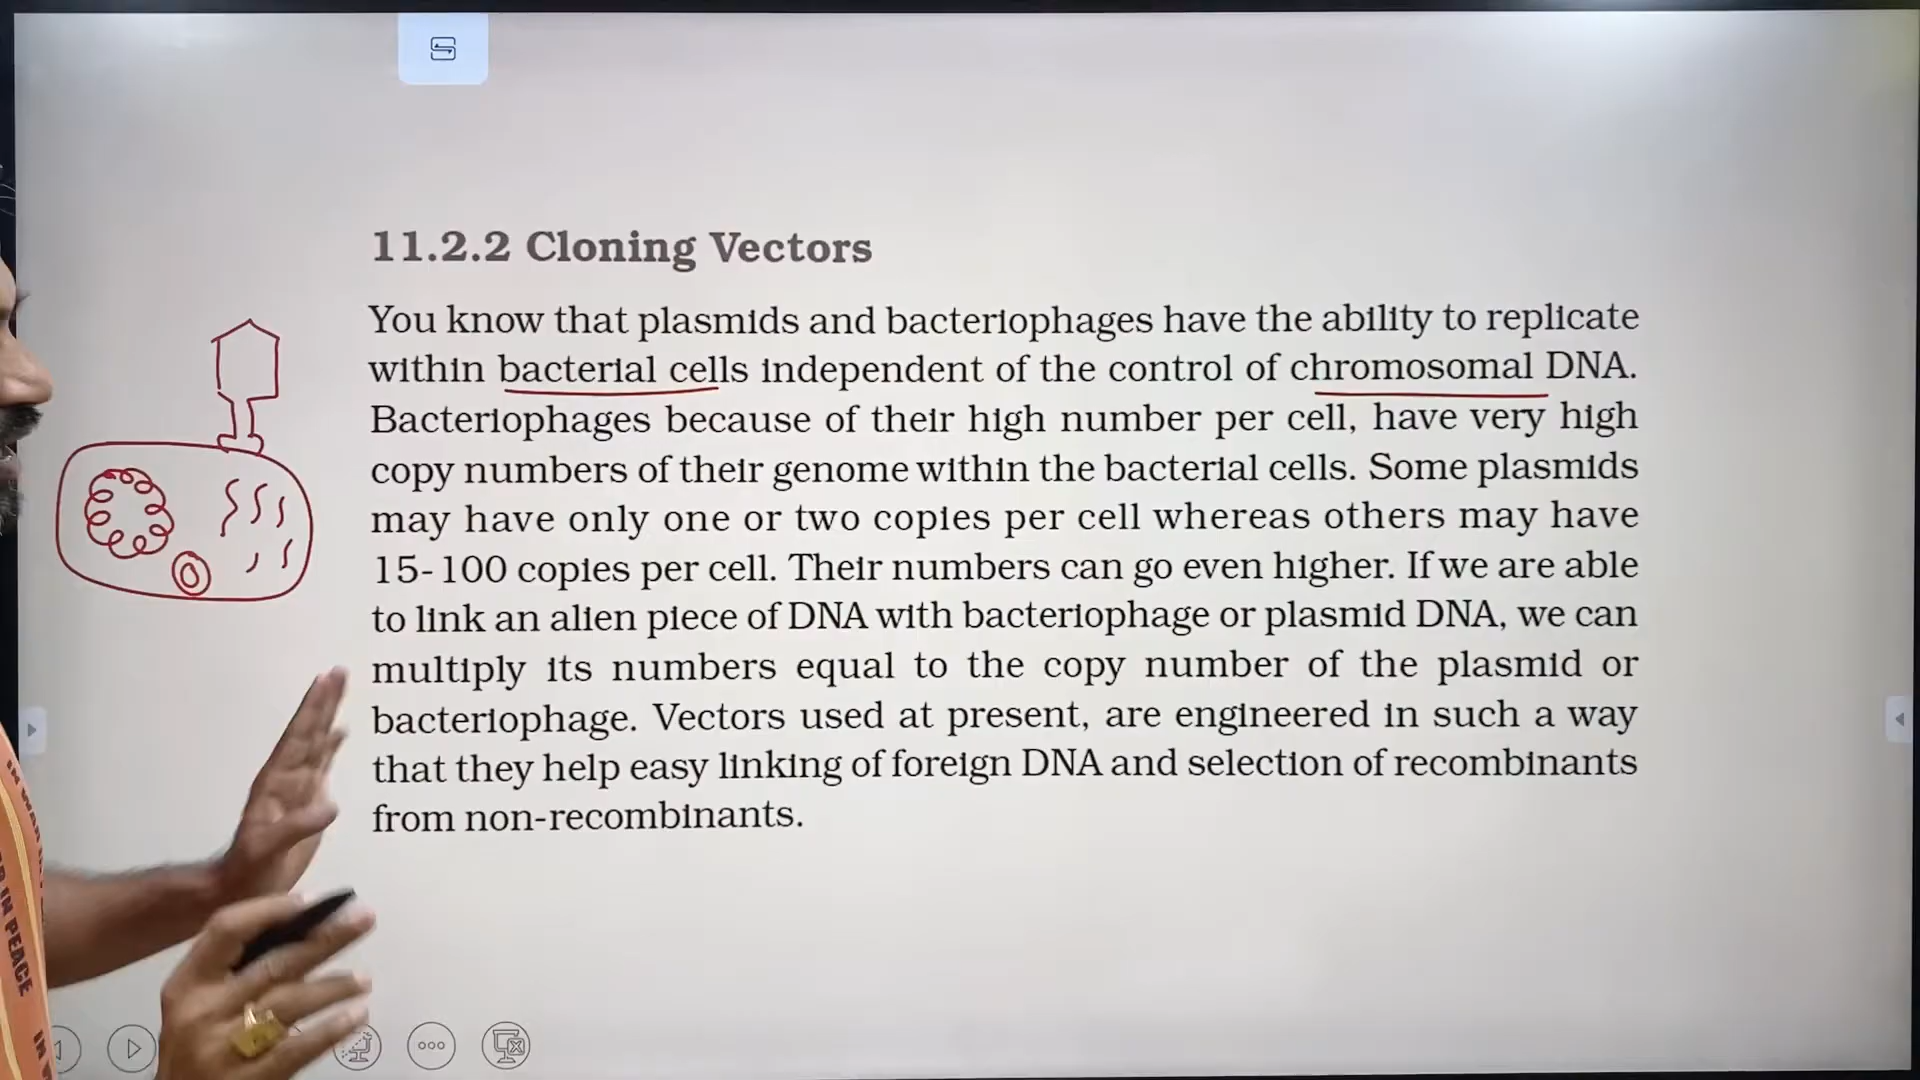 11.2.2 Cloning Vectors
You know that plasmids and bacteriophages have the ability to replicate
within bacterial cells independent of the control of chromosomal DNA.
Bacteriophages because of their high number per cell, have very high
copy numbers of their genome within the bacterial cells. Some plasmids
may have only one or two copies per cell whereas others may have
15-100 copies per cell. Their numbers can go even higher. If we are able
to link an alien piece of DNA with bacteriophage or plasmid DNA, we can
multiply its numbers equal to the copy number of the plasmid or
bacteriophage. Vectors used at present, are engineered in such a way
that they help easy linking of foreign DNA and selection of recombinants
from non-recombinants.
IN PEACE